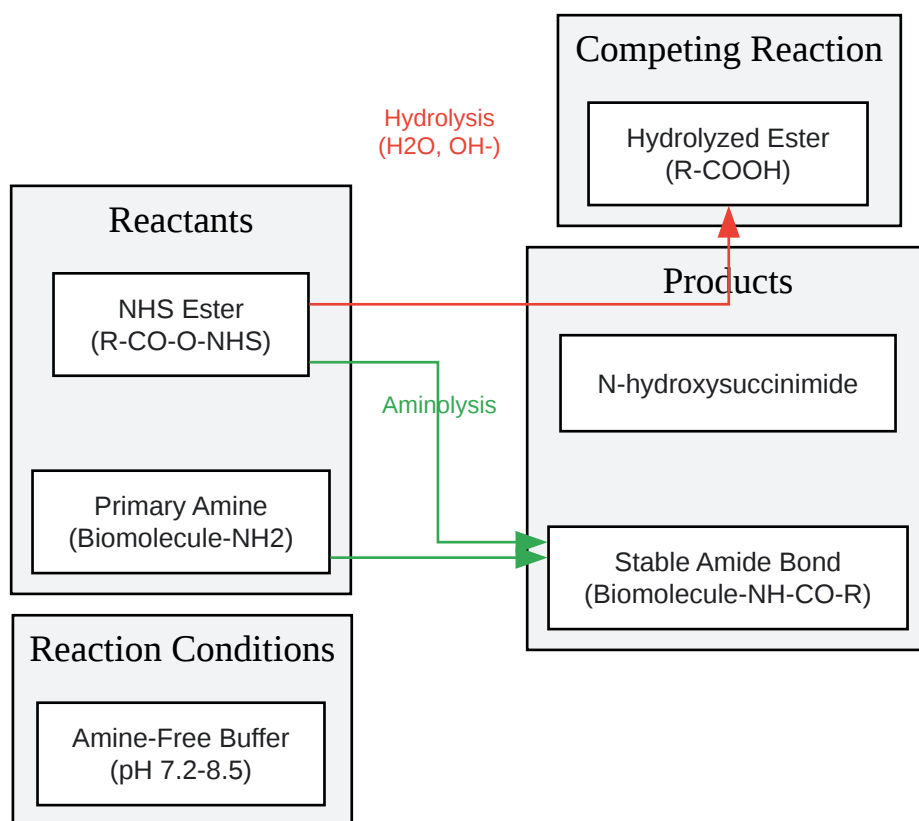 Competing Reaction
Hydrolysis
(H2O, OH-)
Hydrolyzed Ester
(R-COOH)
Reactants
NHS Ester
(R-CO-O-NHS)
Aminolysis
Primary Amine
(Biomolecule-NH2)
Products
N-hydroxysuccinimide
Stable Amide Bond
(Biomolecule-NH-CO-R)
Reaction Conditions
Amine-Free Buffer
(pH 7.2-8.5)